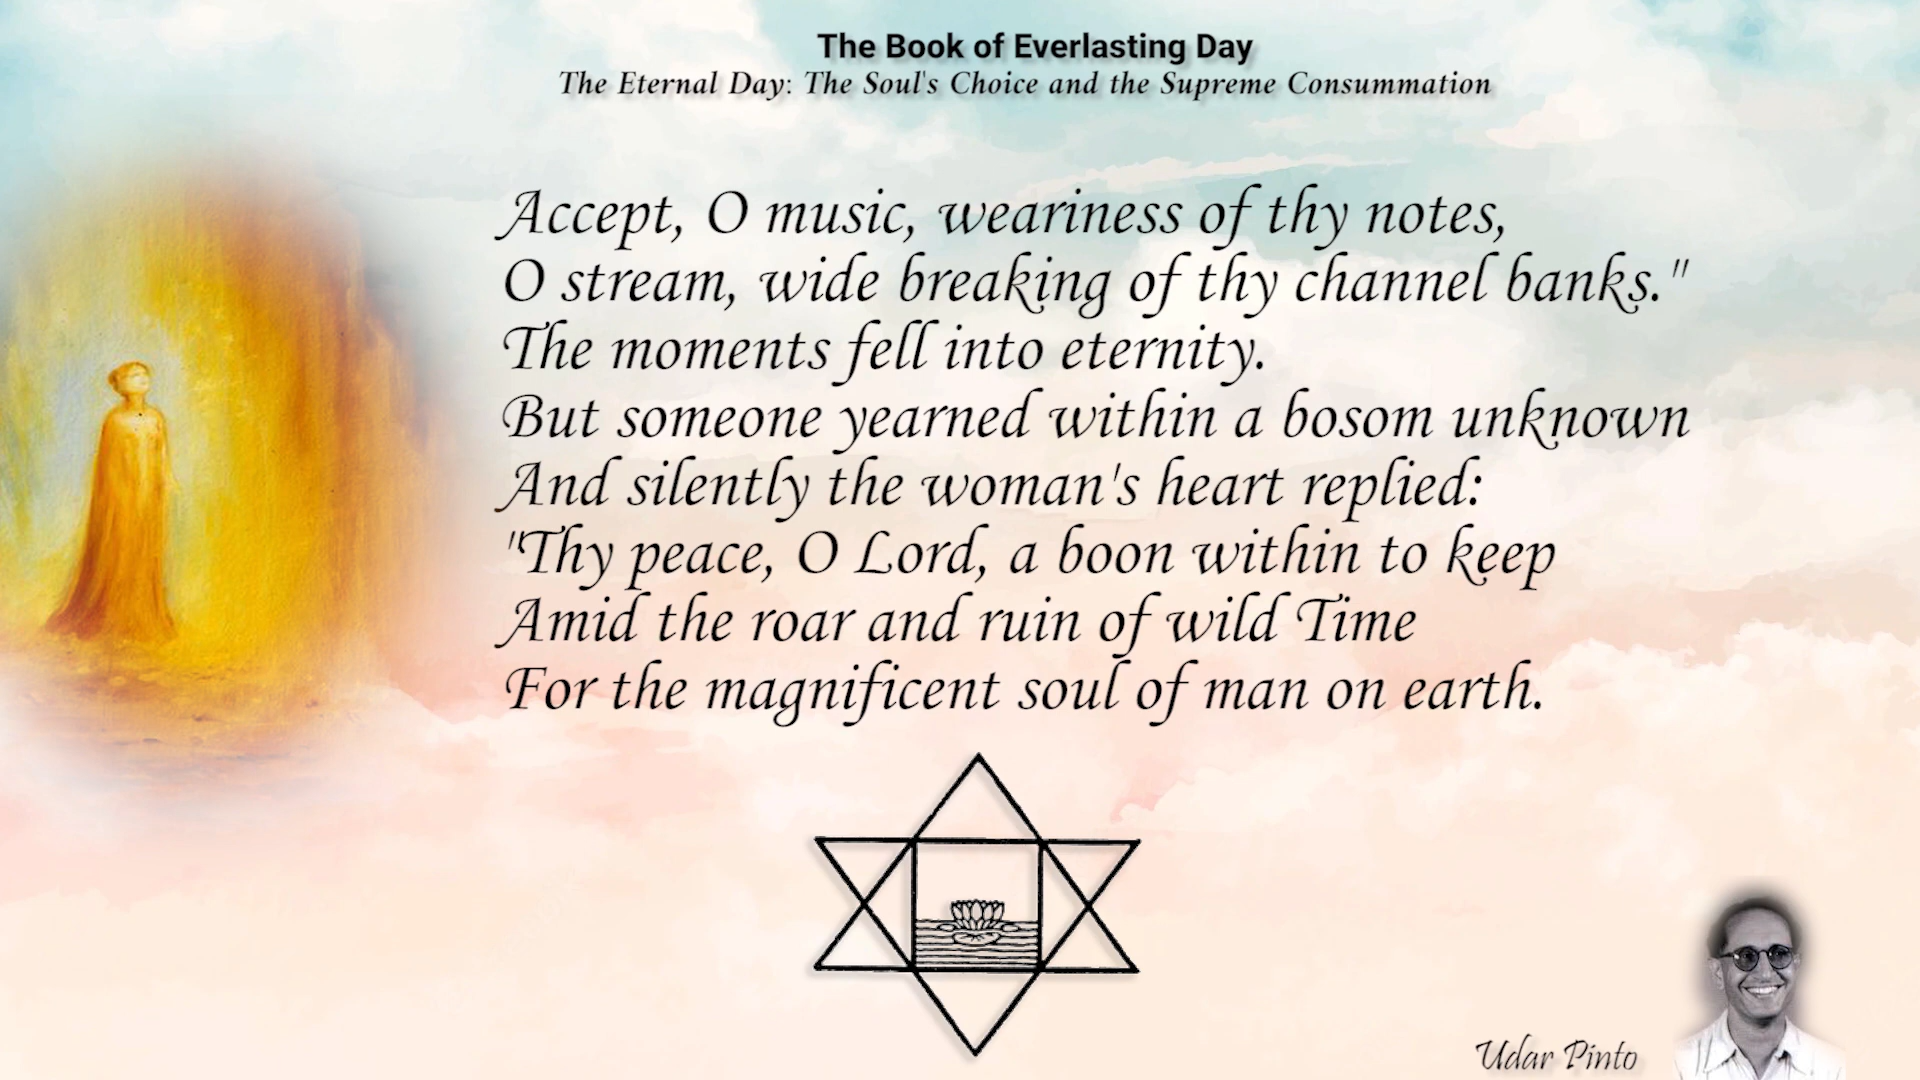 The Book of Everlasting Day
The Eternal Day: The Soul's Choice and the Supreme Consummation
Accept, O music, weariness of thy notes,
O stream, wide breaking of thy channel banks."
The moments fell into eternity.
But someone yearned within a bosom unknown
And silently the woman's heart replied:
"Thy peace, O Lord, a boon within to keep
Amid the roar and ruin of wild Time
For the magnificent soul of man on earth.
Udar Pinto